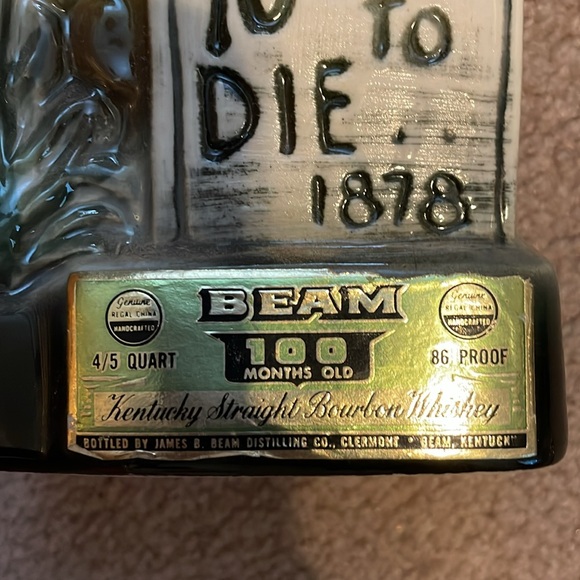 TO
DIE..
1878
BEAM
Genuine
REGAL CHINA
HANDCRAFTED
Genuine
REGAL CHINA
HANDCRAFTED
4/5 QUART
100
MONTHS OLD
86 PROOF
Kentucky Straight Bourbon Whiskey
BOTTLED BY JAMES B. BEAM DISTILLING CO., CLERMONT * BEAM, KENTUCKY